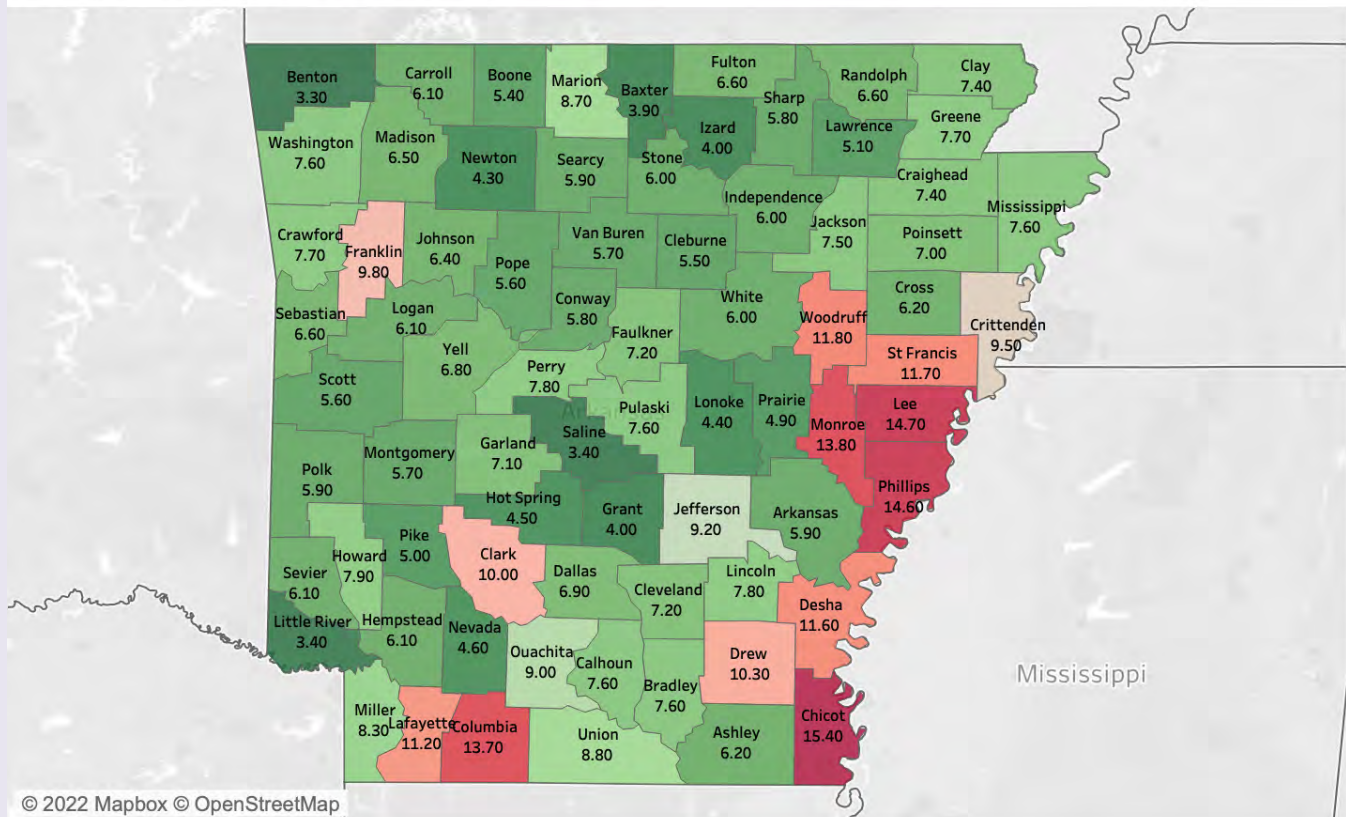 Benton
3.30
Carroll
6.10
Boone
5.40
Marion
8.70
Baxter
3.90
Fulton
6.60
Sharp
5.80
Randolph
6.60
Clay
7.40
Izard
4.00
Lawrence
5.10
Greene
7.70
Washington
7.60
Madison
6.50
Newton
4.30
Searcy
5.90
Stone
6.00
Independence
6.00
Jackson
7.50
Craighead
7.40
Mississippi
7.60
Crawford
7.70
Franklin
9.80
Johnson
6.40
Pope
5.60
Van Buren
5.70
Cleburne
5.50
Poinsett
7.00
Sebastian
6.60
Logan
6.10
Conway
5.80
White
6.00
Woodruff
11.80
Cross
6.20
Crittenden
9.50
Yell
6.80
Faulkner
7.20
St Francis
11.70
Scott
5.60
Perry
7.80
Arkansas
Pulaski
7.60
Lonoke
4.40
Prairie
4.90
Monroe
13.80
Lee
14.70
Polk
5.90
Montgomery
5.70
Garland
7.10
Saline
3.40
Hot Spring
4.50
Grant
4.00
Jefferson
9.20
Arkansas
5.90
Phillips
14.60
Sevier
6.10
Howard
7.90
Pike
5.00
Clark
10.00
Dallas
6.90
Cleveland
7.20
Lincoln
7.80
Desha
11.60
Little River
3.40
Hempstead
6.10
Nevada
4.60
Ouachita
9.00
Calhoun
7.60
Bradley
7.60
Drew
10.30
Mississippi
Miller
8.30
Lafayette
11.20
Columbia
13.70
Union
8.80
Ashley
6.20
Chicot
15.40
© 2022 Mapbox © OpenStreetMap